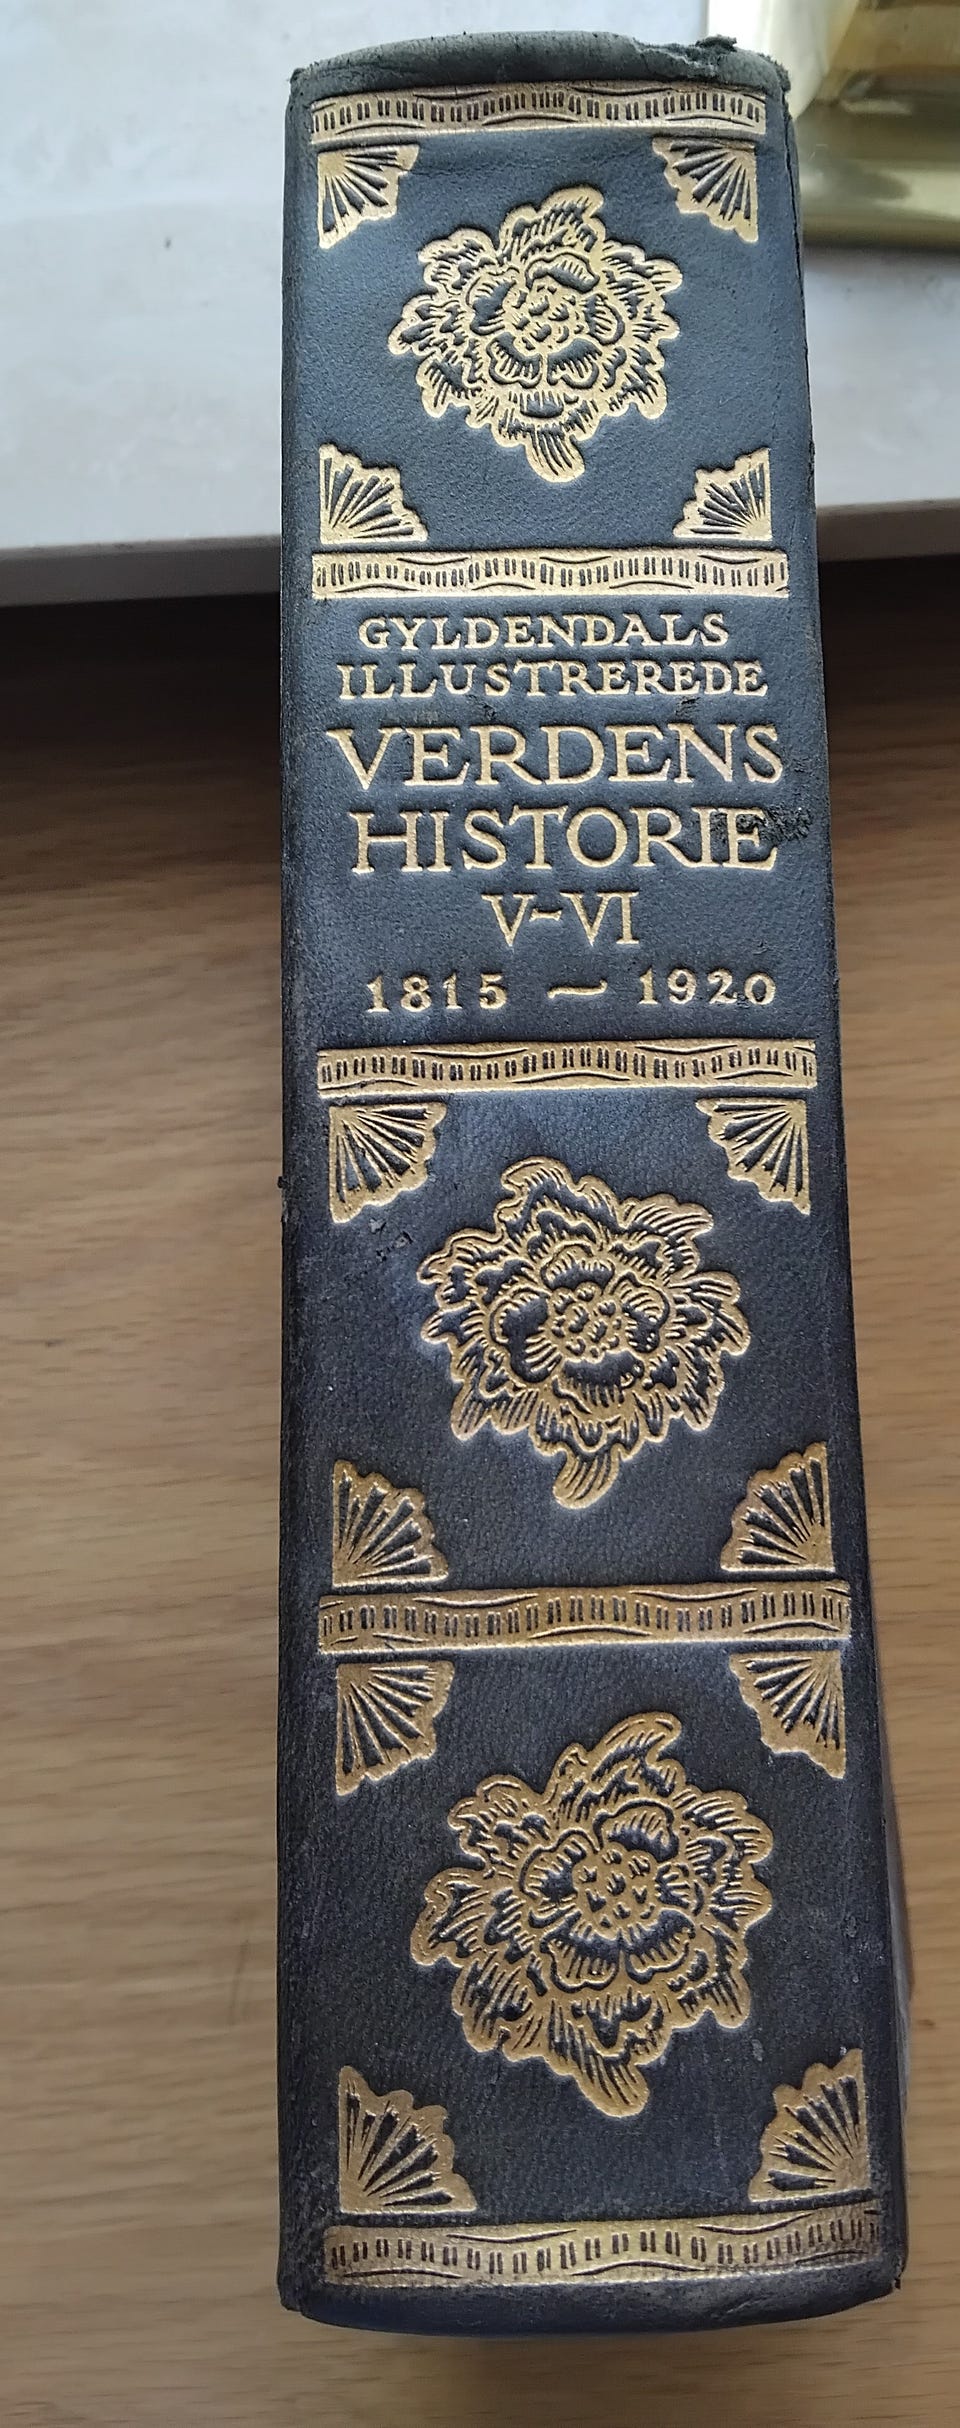 GYLDENDALS
ILLUSTREREDE
VERDENS
HISTORIE
V-VI
1815 ~ 1920